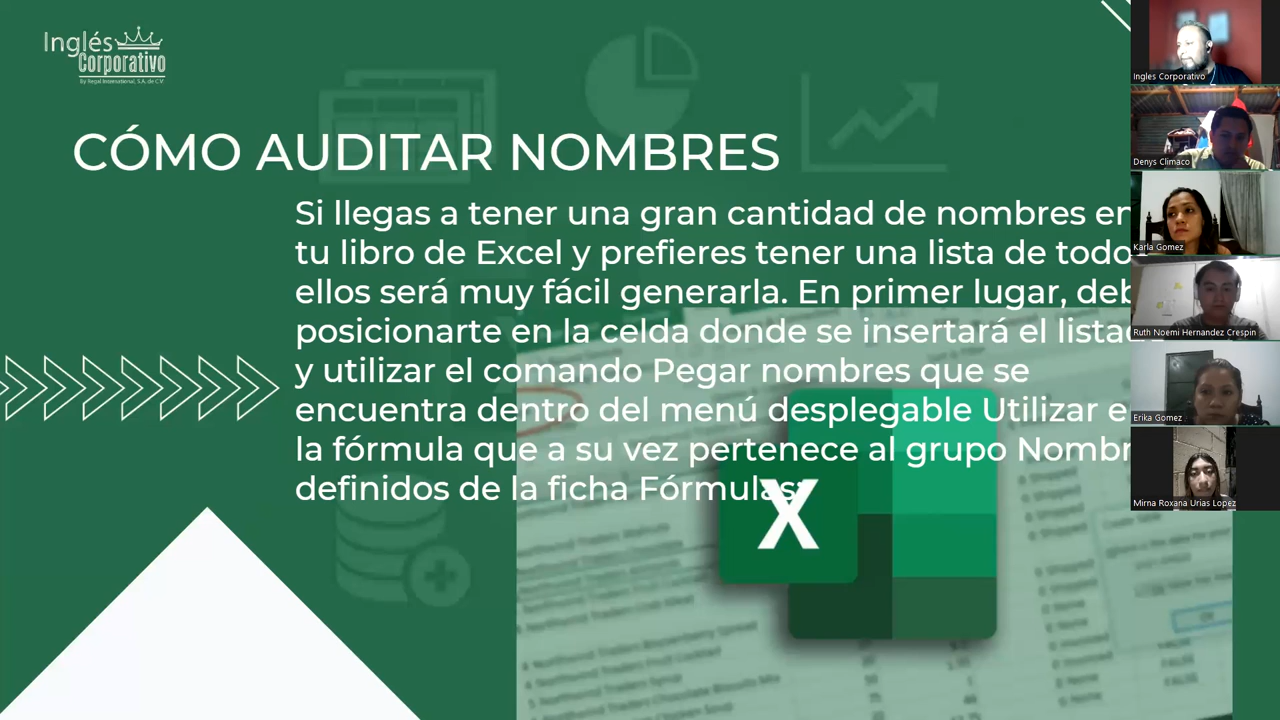 Inglés
Corporativo
By Regal International, S.A. de C.V.
CÓMO AUDITAR NOMBRES
Si llegas a tener una gran cantidad de nombres en
tu libro de Excel y prefieres tener una lista de todo
ellos será muy fácil generarla. En primer lugar, deb
posicionarte en la celda donde se insertará el lista
y utilizar el comando Pegar nombres que se
encuentra dentro del menú desplegable Utilizar e
la fórmula que a su vez pertenece al grupo Nombr
definidos de la ficha Fórmulas:
X
Ingles Corporativo
Denys Climaco
Karla Gomez
Ruth Noemi Hernandez Crespin
Erika Gomez
Mirna Roxana Urias Lopez